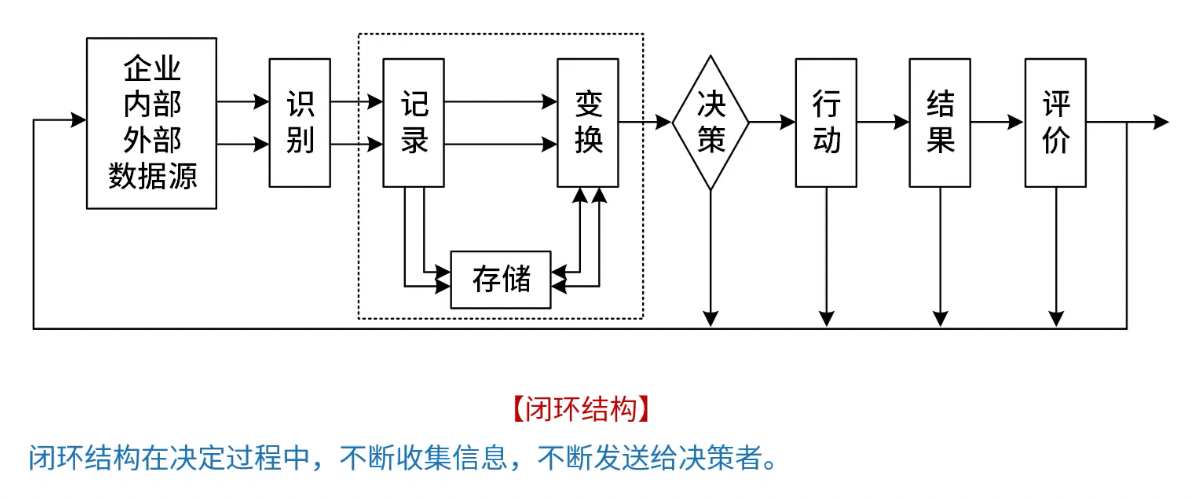 企业
内部
外部
数据源
识
别
记
录
变
换
存储
决
策
行
动
结
果
评
价
【闭环结构】
闭环结构在决定过程中，不断收集信息，不断发送给决策者。